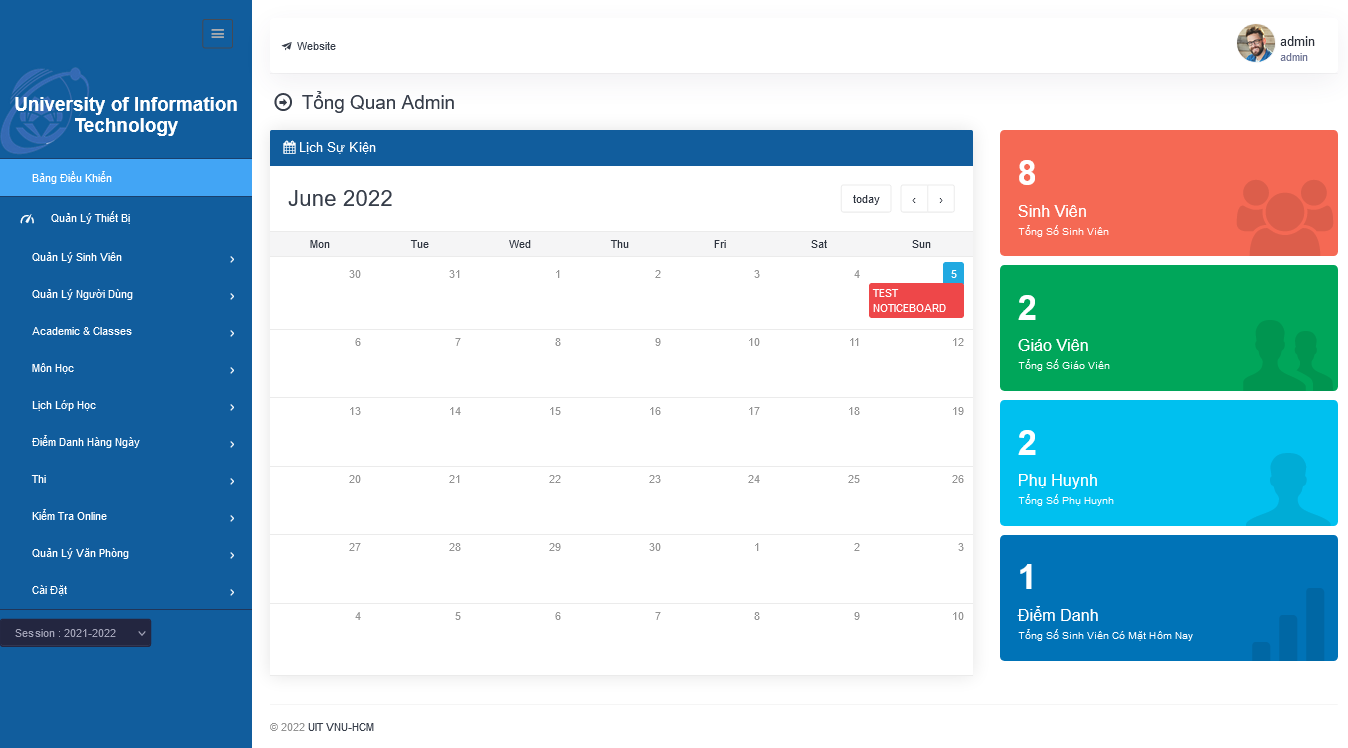 University of Information
Technology
Bảng Điều Khiển
Quản Lý Thiết Bị
Quản Lý Sinh Viên
Quản Lý Người Dùng
Academic & Classes
Môn Học
Lịch Lớp Học
Điểm Danh Hàng Ngày
Thi
Kiểm Tra Online
Quản Lý Văn Phòng
Cài Đặt
Session : 2021-2022
Website
admin
admin
Tổng Quan Admin
Lịch Sự Kiện
June 2022
today ‹ ›
Mon Tue Wed Thu Fri Sat Sun
30 31 1 2 3 4 5
TEST
NOTICEBOARD
6 7 8 9 10 11 12
13 14 15 16 17 18 19
20 21 22 23 24 25 26
27 28 29 30 1 2 3
4 5 6 7 8 9 10
8
Sinh Viên
Tổng Số Sinh Viên
2
Giáo Viên
Tổng Số Giáo Viên
2
Phụ Huynh
Tổng Số Phụ Huynh
1
Điểm Danh
Tổng Số Sinh Viên Có Mặt Hôm Nay
© 2022 UIT VNU-HCM